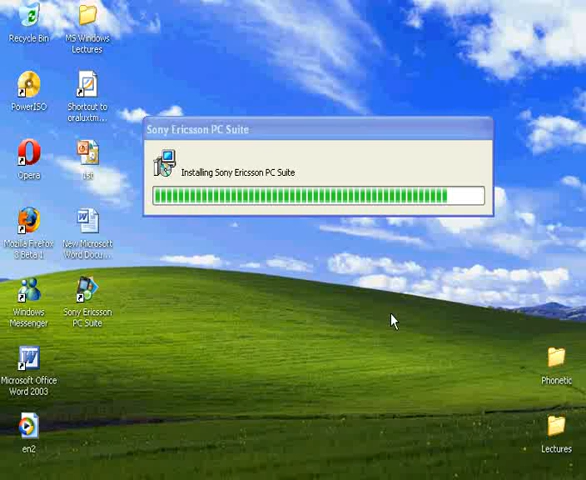 Recycle Bin
MS Windows
Lectures
PowerISO
Shortcut to
oraluxtm...
Opera
Mozilla Firefox
3 Beta 1
New Microsoft
Word Docu...
Windows
Messenger
Sony Ericsson
PC Suite
Microsoft Office
Word 2003
en2
Sony Ericsson PC Suite
Installing Sony Ericsson PC Suite
Phonetic
Lectures